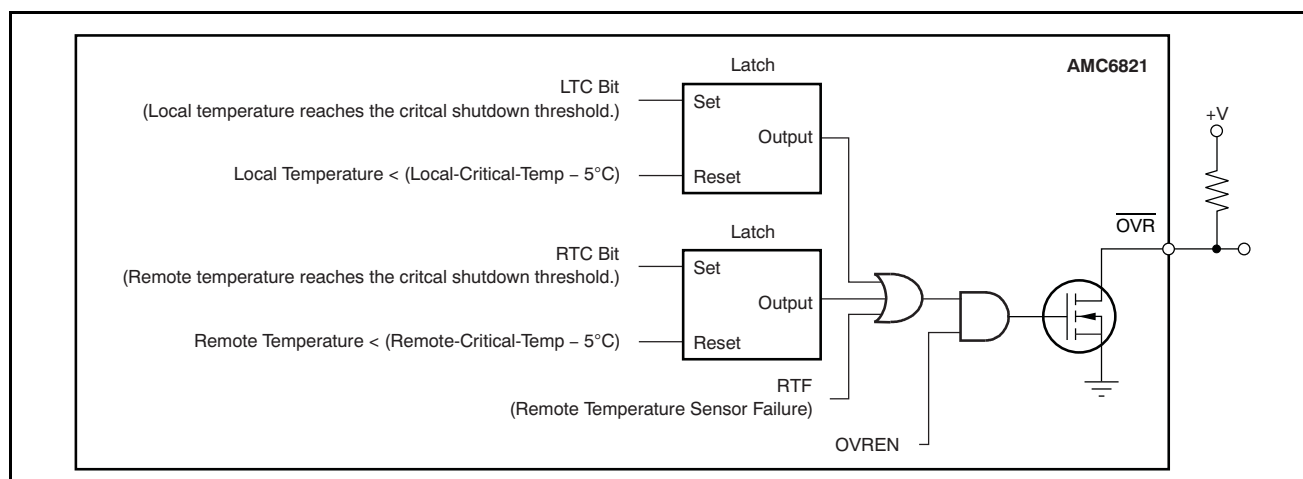 AMC6821
Latch
LTC Bit
(Local temperature reaches the critcal shutdown threshold.)
Set
Output
Local Temperature < (Local-Critical-Temp – 5°C)
Reset
+V
OVR
Latch
RTC Bit
(Remote temperature reaches the critcal shutdown threshold.)
Set
Output
Remote Temperature < (Remote-Critical-Temp – 5°C)
Reset
RTF
(Remote Temperature Sensor Failure)
OVREN